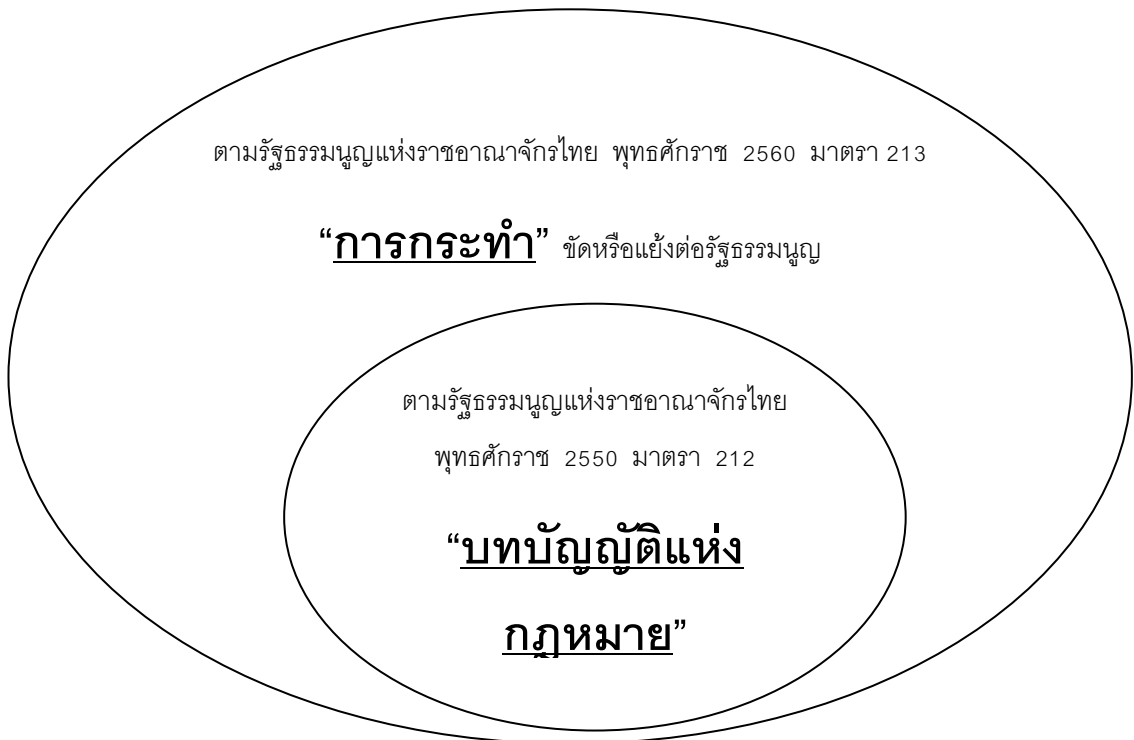 ตามรัฐธรรมนูญแห่งราชอาณาจักรไทย พุทธศักราช 2560 มาตรา 213
“การกระทำ” ขัดหรือแย้งต่อรัฐธรรมนูญ
ตามรัฐธรรมนูญแห่งราชอาณาจักรไทย
พุทธศักราช 2550 มาตรา 212
“บทบัญญัติแห่ง
กฎหมาย”